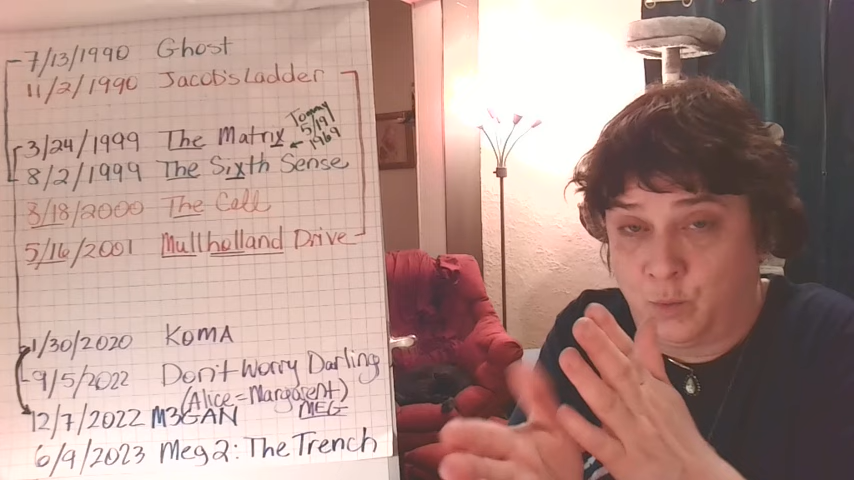 7/13/1990 Ghost
11/2/1990 Jacob's Ladder
3/24/1999 The Matrix
Tommy
5/19/
1969
8/2/1999 The Sixth Sense
8/18/2000 The Cell
5/16/2001 Mullholland Drive
1/30/2020 KOMA
9/5/2022 Don't Worry Darling
(Alice=Margarent)
12/7/2022 M3GAN MEG
6/9/2023 Meg 2: The Trench